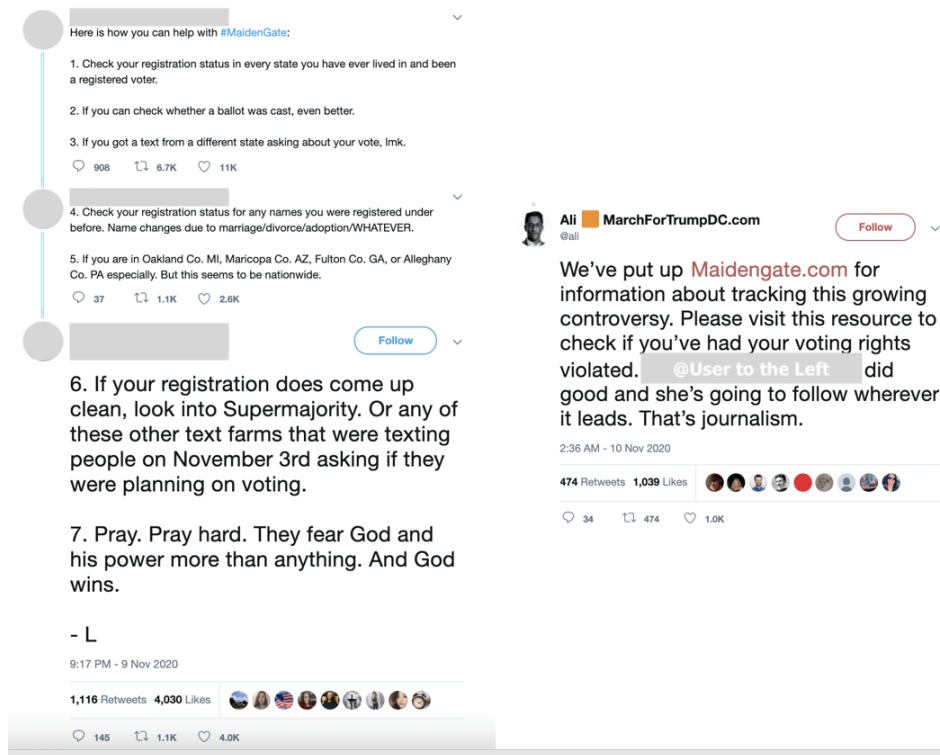 Here is how you can help with #MaidenGate:
1. Check your registration status in every state you have ever lived in and been
a registered voter.
2. If you can check whether a ballot was cast, even better.
3. If you got a text from a different state asking about your vote, lmk.
908 6.7K 11K
4. Check your registration status for any names you were registered under
before. Name changes due to marriage/divorce/adoption/WHATEVER.
5. If you are in Oakland Co. MI, Maricopa Co. AZ, Fulton Co. GA, or Alleghany
Co. PA especially. But this seems to be nationwide.
37 1.1K 2.6K
Follow
6. If your registration does come up
clean, look into Supermajority. Or any of
these other text farms that were texting
people on November 3rd asking if they
were planning on voting.
7. Pray. Pray hard. They fear God and
his power more than anything. And God
wins.
- L
9:17 PM - 9 Nov 2020
1,116 Retweets 4,030 Likes
145 1.1K 4.0K
Ali MarchForTrumpDC.com
@ali
Follow
We've put up Maidengate.com for
information about tracking this growing
controversy. Please visit this resource to
check if you've had your voting rights
violated. @User to the Left did
good and she's going to follow wherever
it leads. That's journalism.
2:36 AM - 10 Nov 2020
474 Retweets 1,039 Likes
34 474 1.0K